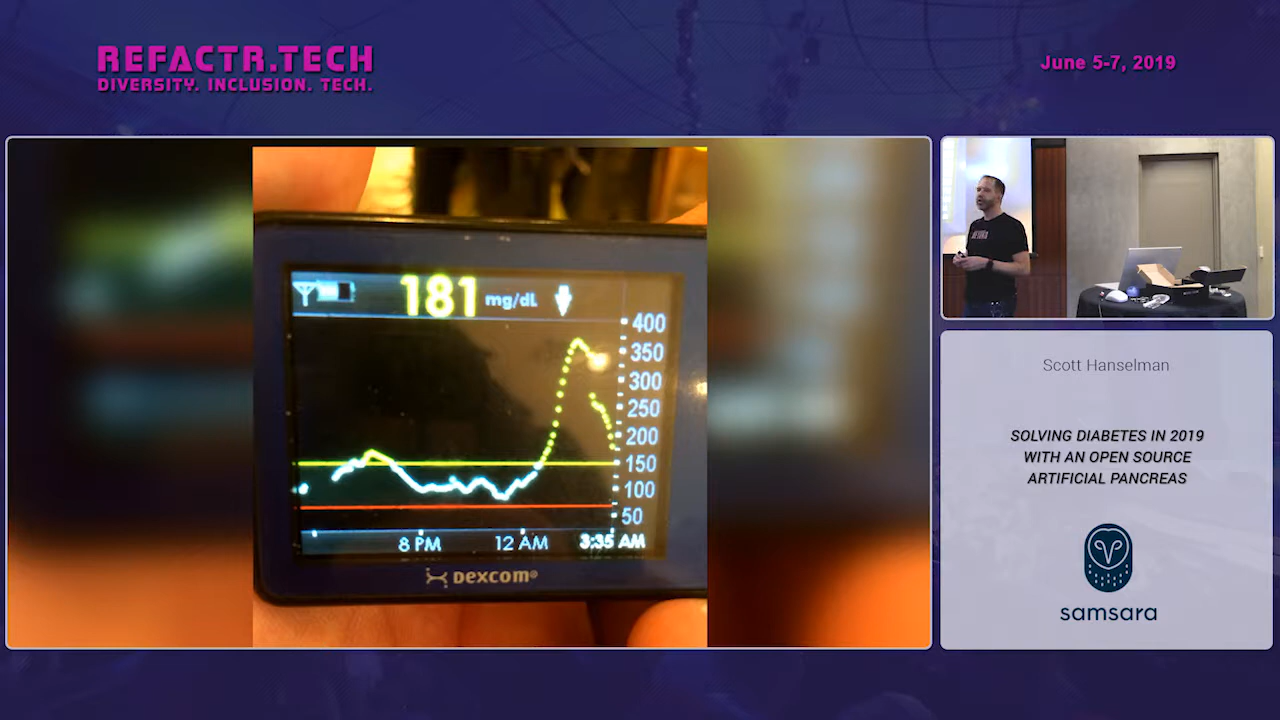 REFACTR.TECH
DIVERSITY. INCLUSION. TECH.
June 5-7, 2019
181 mg/dL
400
350
300
250
200
150
100
50
8 PM
12 AM
3:35 AM
DEXCOM®
Scott Hanselman
SOLVING DIABETES IN 2019
WITH AN OPEN SOURCE
ARTIFICIAL PANCREAS
samsara